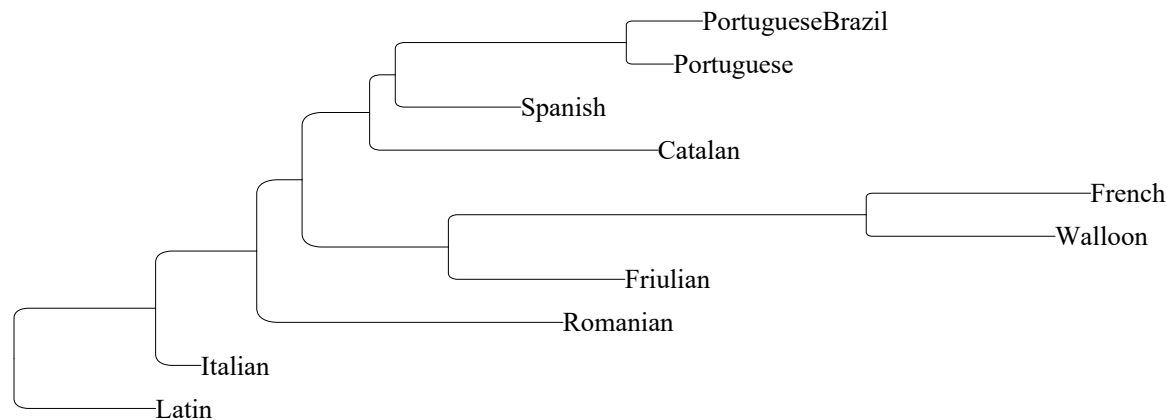 PortugueseBrazil
Portuguese
Spanish
Catalan
French
Walloon
Friulian
Romanian
Italian
Latin